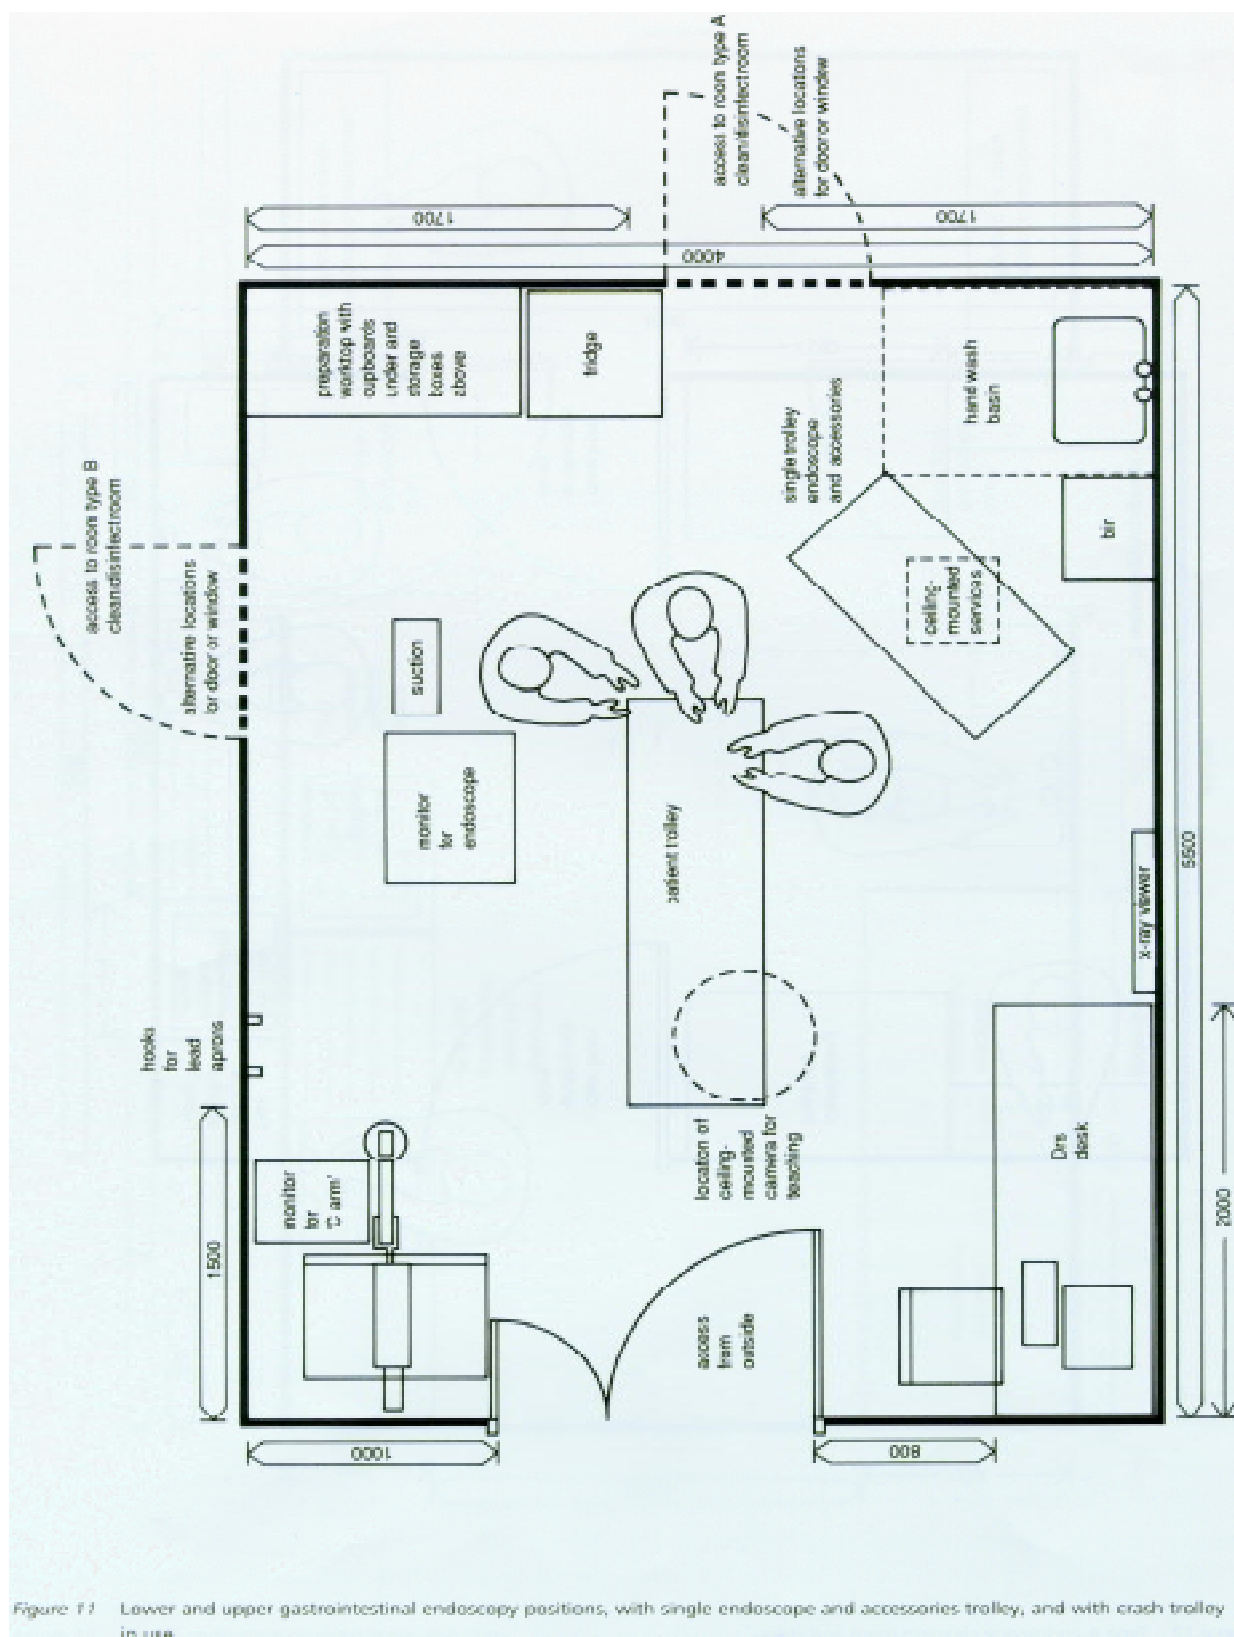 access to room type A
clean/disinfect room
alternative locations
for door or window
1700
4000
1700
preparation
worktop with
cupboards
under and
storage
boxes
above
fridge
hand wash
basin
single trolley
endoscope
and accessories
access to room type B
clean/disinfect room
alternative locations
for door or window
suction
ceiling-
mounted
services
bin
monitor
for
endoscope
patient trolley
x-ray viewer
5500
hooks
for
lead
aprons
1500
monitor
for
'C arm'
location of
ceiling-
mounted
camera for
teaching
Drs
desk
2000
access
from
outside
1000
800
Figure 11 Lower and upper gastrointestinal endoscopy positions, with single endoscope and accessories trolley, and with crash trolley
in use